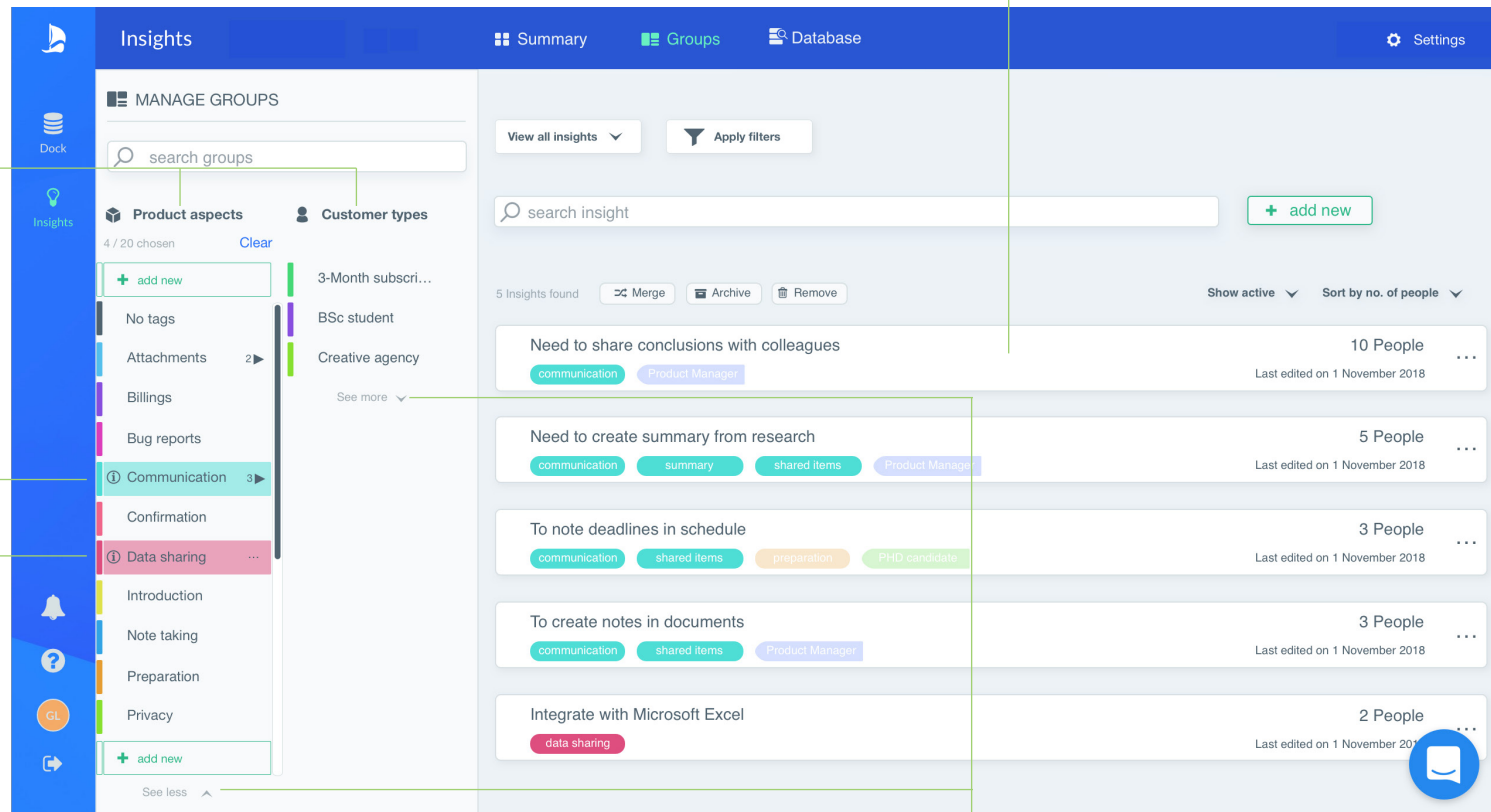 Insights
Summary
Groups
Database
Settings
Dock
Insights
GL
MANAGE GROUPS
search groups
Product aspects
Customer types
4 / 20 chosen
Clear
+ add new
No tags
Attachments 2
Billings
Bug reports
Communication 3
Confirmation
Data sharing ...
Introduction
Note taking
Preparation
Privacy
+ add new
See less
3-Month subscri...
BSc student
Creative agency
See more
View all insights
Apply filters
search insight
+ add new
5 Insights found
Merge
Archive
Remove
Show active
Sort by no. of people
Need to share conclusions with colleagues
10 People
communication Product Manager
Last edited on 1 November 2018
...
Need to create summary from research
5 People
communication summary shared items Product Manager
Last edited on 1 November 2018
...
To note deadlines in schedule
3 People
communication shared items preparation PHD candidate
Last edited on 1 November 2018
...
To create notes in documents
3 People
communication shared items Product Manager
Last edited on 1 November 2018
...
Integrate with Microsoft Excel
2 People
data sharing
Last edited on 1 November 201
...